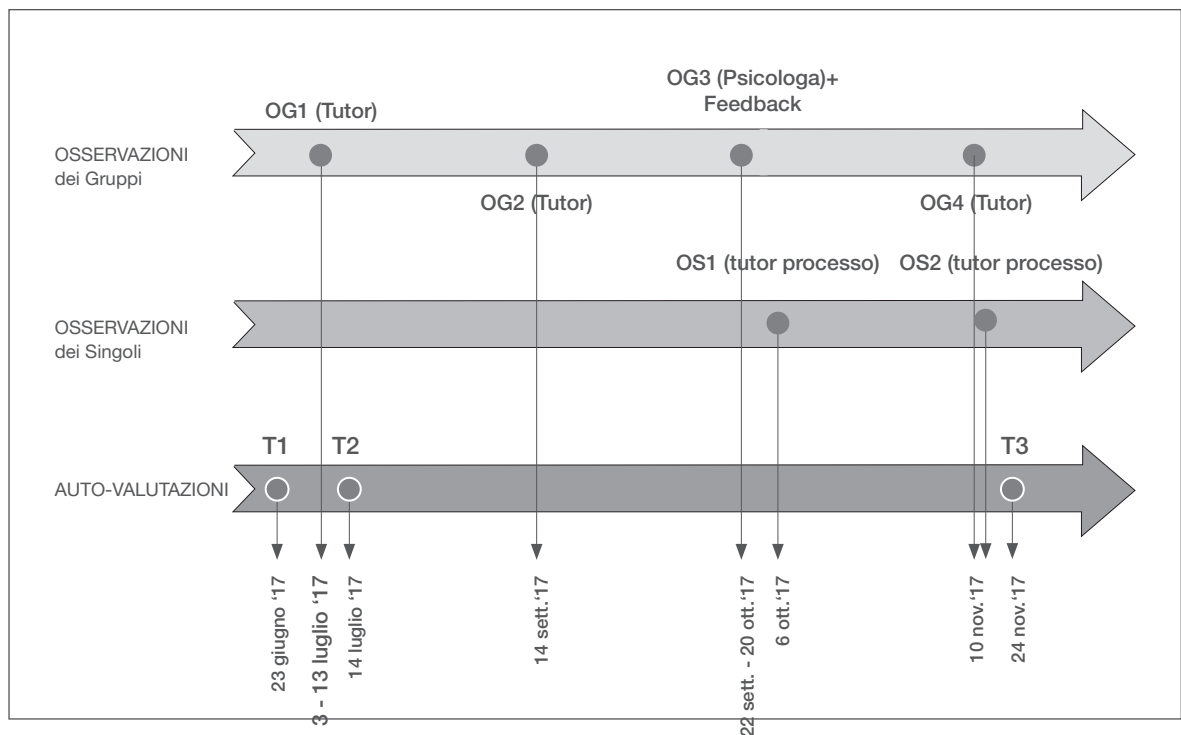 OG3 (Psicologa)+
Feedback
OG1 (Tutor)
OSSERVAZIONI
dei Gruppi
OG2 (Tutor)
OG4 (Tutor)
OS1 (tutor processo)
OS2 (tutor processo)
OSSERVAZIONI
dei Singoli
T1
T2
T3
AUTO-VALUTAZIONI
23 giugno ‘17
3 - 13 luglio ‘17
14 luglio ‘17
14 sett.‘17
22 sett. - 20 ott.‘17
6 ott.‘17
10 nov.‘17
24 nov.‘17